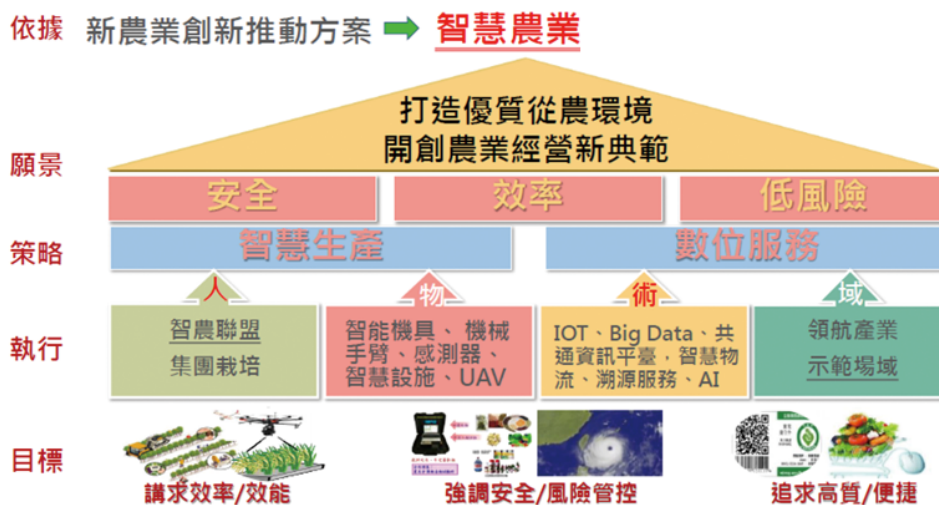 依據 新農業創新推動方案 智慧農業
打造優質從農環境
開創農業經營新典範
願景
安全 效率 低風險
策略 智慧生產 數位服務
人 物 術 域
執行
智農聯盟
集團栽培
智能機具、機械
手臂、感測器、
智慧設施、UAV
IOT、Big Data、共
通資訊平臺，智慧物
流、溯源服務、AI
領航產業
示範場域
目標
講求效率/效能 強調安全/風險管控 追求高質/便捷